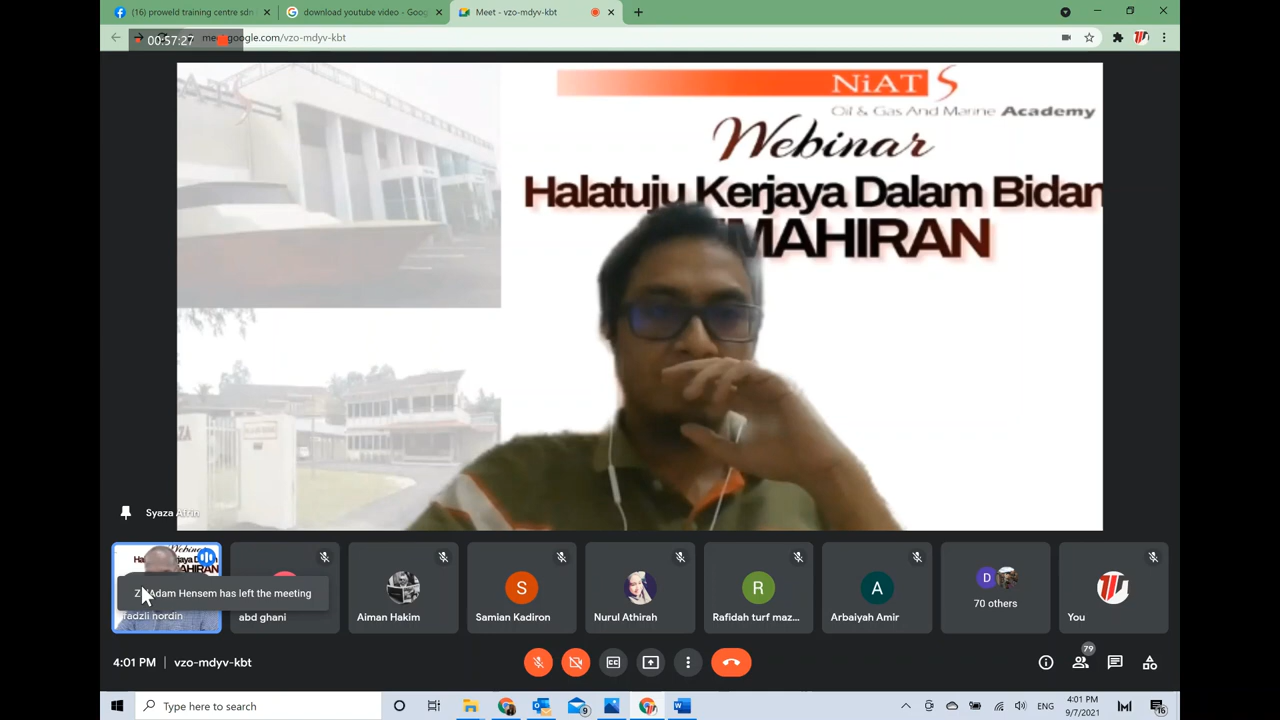 (16) proweld training centre sdn
download youtube video - Goog
Meet - vzo-mdyv-kbt
00:57:27
google.com/vzo-mdyv-kbt
NiAT S
Oil & Gas And Marine Academy
Webinar
Halatuju Kerjaya Dalam Bidan
MAHIRAN
Syaza Afrin
Adam Hensem has left the meeting
nordin
abd ghani
Aiman Hakim
S
Samian Kadiron
Nurul Athirah
R
Rafidah turf maz...
A
Arbaiyah Amir
D
70 others
You
4:01 PM | vzo-mdyv-kbt
79
Type here to search
9
ENG
4:01 PM
9/7/2021
16